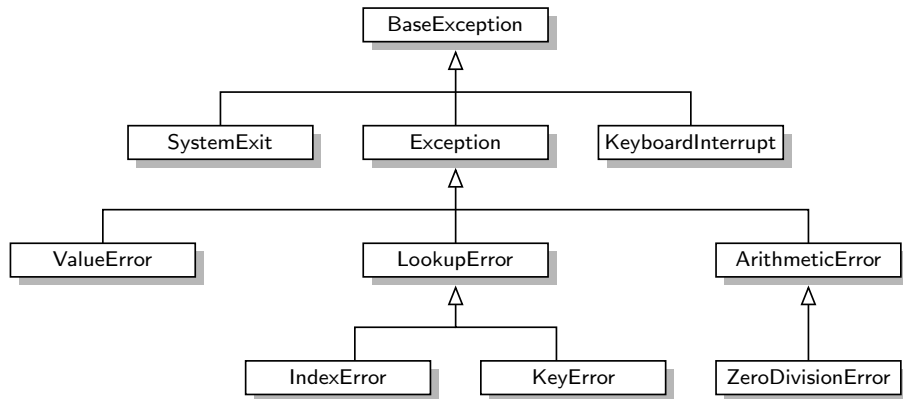 BaseException
SystemExit
Exception
KeyboardInterrupt
ValueError
LookupError
ArithmeticError
IndexError
KeyError
ZeroDivisionError